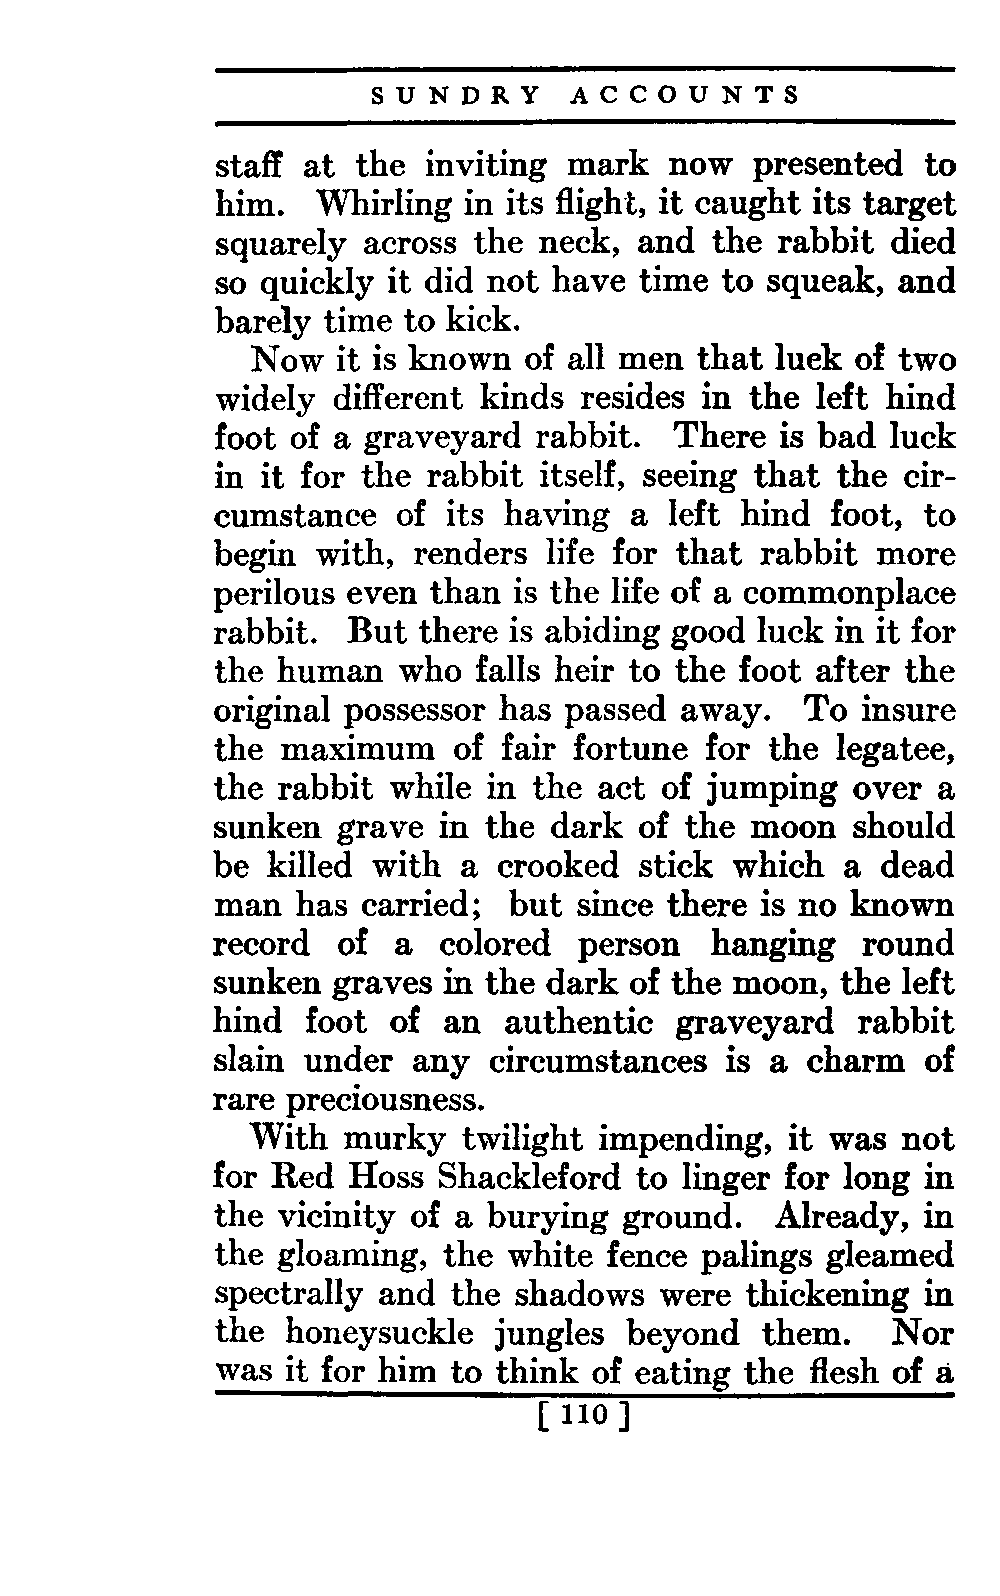 SUNDRY ACCOUNTS
staff at the inviting mark now presented to
him. Whirling in its flight, it caught its target
squarely across the neck, and the rabbit died
so quickly it did not have time to squeak, and
barely time to kick.
Now it is known of all men that luck of two
widely different kinds resides in the left hind
foot of a graveyard rabbit. There is bad luck
in it for the rabbit itself, seeing that the cir-
cumstance of its having a left hind foot, to
begin with, renders life for that rabbit more
perilous even than is the life of a commonplace
rabbit. But there is abiding good luck in it for
the human who falls heir to the foot after the
original possessor has passed away. To insure
the maximum of fair fortune for the legatee,
the rabbit while in the act of jumping over a
sunken grave in the dark of the moon should
be killed with a crooked stick which a dead
man has carried; but since there is no known
record of a colored person hanging round
sunken graves in the dark of the moon, the left
hind foot of an authentic graveyard rabbit
slain under any circumstances is a charm of
rare preciousness.
With murky twilight impending, it was not
for Red Hoss Shackleford to linger for long in
the vicinity of a burying ground. Already, in
the gloaming, the white fence palings gleamed
spectrally and the shadows were thickening in
the honeysuckle jungles beyond them. Nor
was it for him to think of eating the flesh of a
[ 110 ]